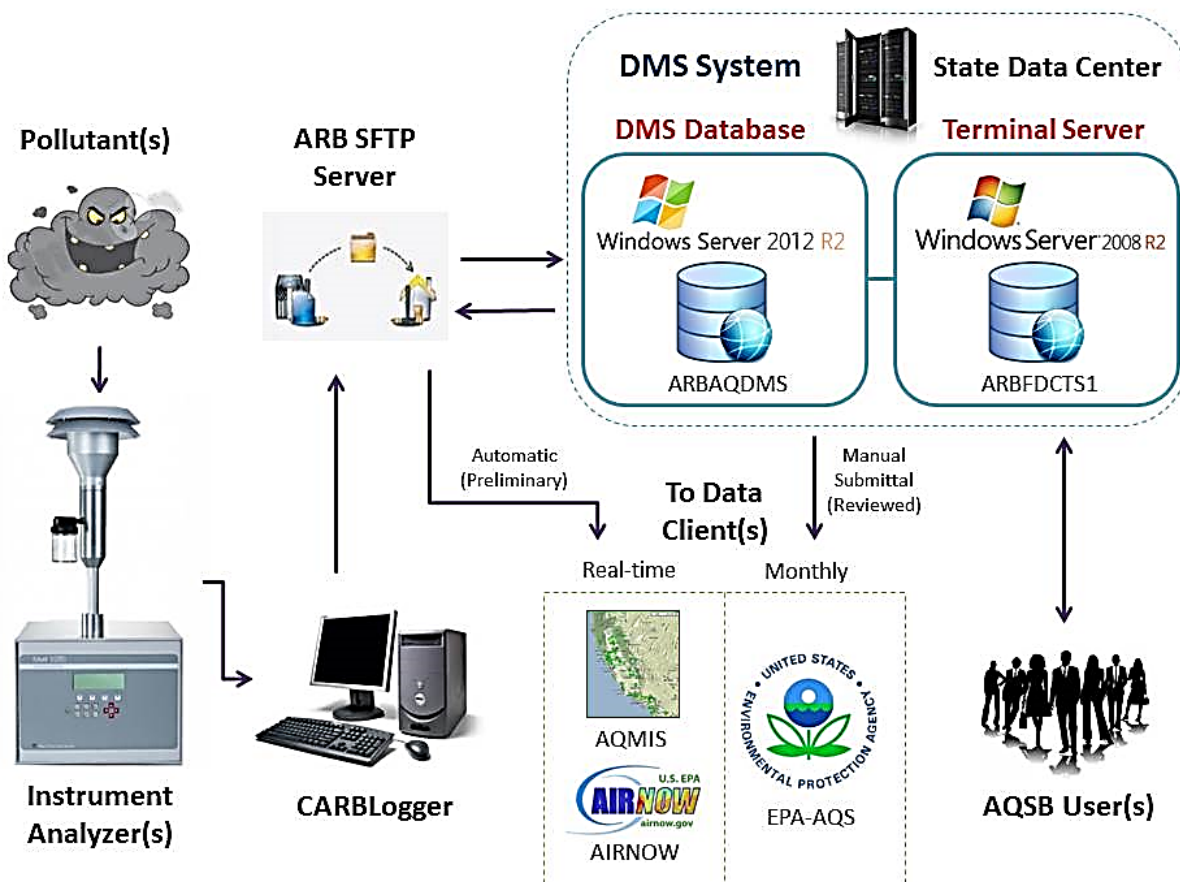 DMS System
State Data Center
DMS Database
Terminal Server
Pollutant(s)
ARB SFTP
Server
Windows Server 2012 R2
Windows Server 2008 R2
ARBAQDMS
ARBFDCTS1
Automatic
(Preliminary)
To Data
Client(s)
Manual
Submittal
(Reviewed)
Real-time
Monthly
AQMIS
U.S. EPA
AIRNOW
airnow.gov
AIRNOW
UNITED STATES
ENVIRONMENTAL PROTECTION AGENCY
EPA-AQS
Instrument
Analyzer(s)
CARBLogger
AQSB User(s)